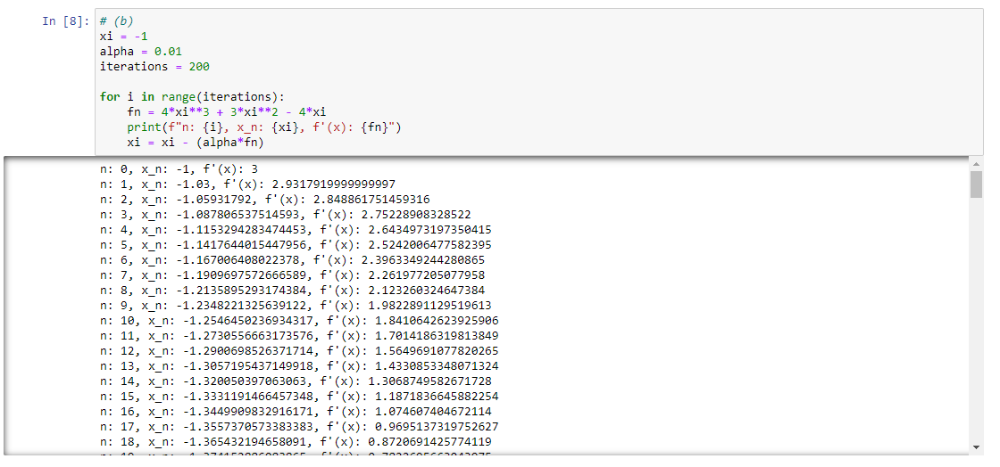 In [8]: # (b)
xi = -1
alpha = 0.01
iterations = 200
for i in range(iterations):
fn = 4*xi**3 + 3*xi**2 - 4*xi
print(f"n: {i}, x_n: {xi}, f'(x): {fn}")
xi = xi - (alpha*fn)
n: 0, x_n: -1, f'(x): 3
n: 1, x_n: -1.03, f'(x): 2.9317919999999997
n: 2, x_n: -1.05931792, f'(x): 2.848861751459316
n: 3, x_n: -1.087806537514593, f'(x): 2.75228908328522
n: 4, x_n: -1.1153294283474453, f'(x): 2.6434973197350415
n: 5, x_n: -1.1417644015447956, f'(x): 2.5242006477582395
n: 6, x_n: -1.167006408022378, f'(x): 2.3963349244280865
n: 7, x_n: -1.1909697572666589, f'(x): 2.261977205077958
n: 8, x_n: -1.2135895293174384, f'(x): 2.123260324647384
n: 9, x_n: -1.2348221325639122, f'(x): 1.9822891129519613
n: 10, x_n: -1.2546450236934317, f'(x): 1.8410642623925906
n: 11, x_n: -1.2730556663173576, f'(x): 1.7014186319813849
n: 12, x_n: -1.2900698526371714, f'(x): 1.5649691077820265
n: 13, x_n: -1.3057195437149918, f'(x): 1.4330853348071324
n: 14, x_n: -1.320050397063063, f'(x): 1.3068749582671728
n: 15, x_n: -1.3331191466457348, f'(x): 1.1871836645882254
n: 16, x_n: -1.3449909832916171, f'(x): 1.074607404672114
n: 17, x_n: -1.3557370573383383, f'(x): 0.9695137319752627
n: 18, x_n: -1.365432194658091, f'(x): 0.8720691425774119